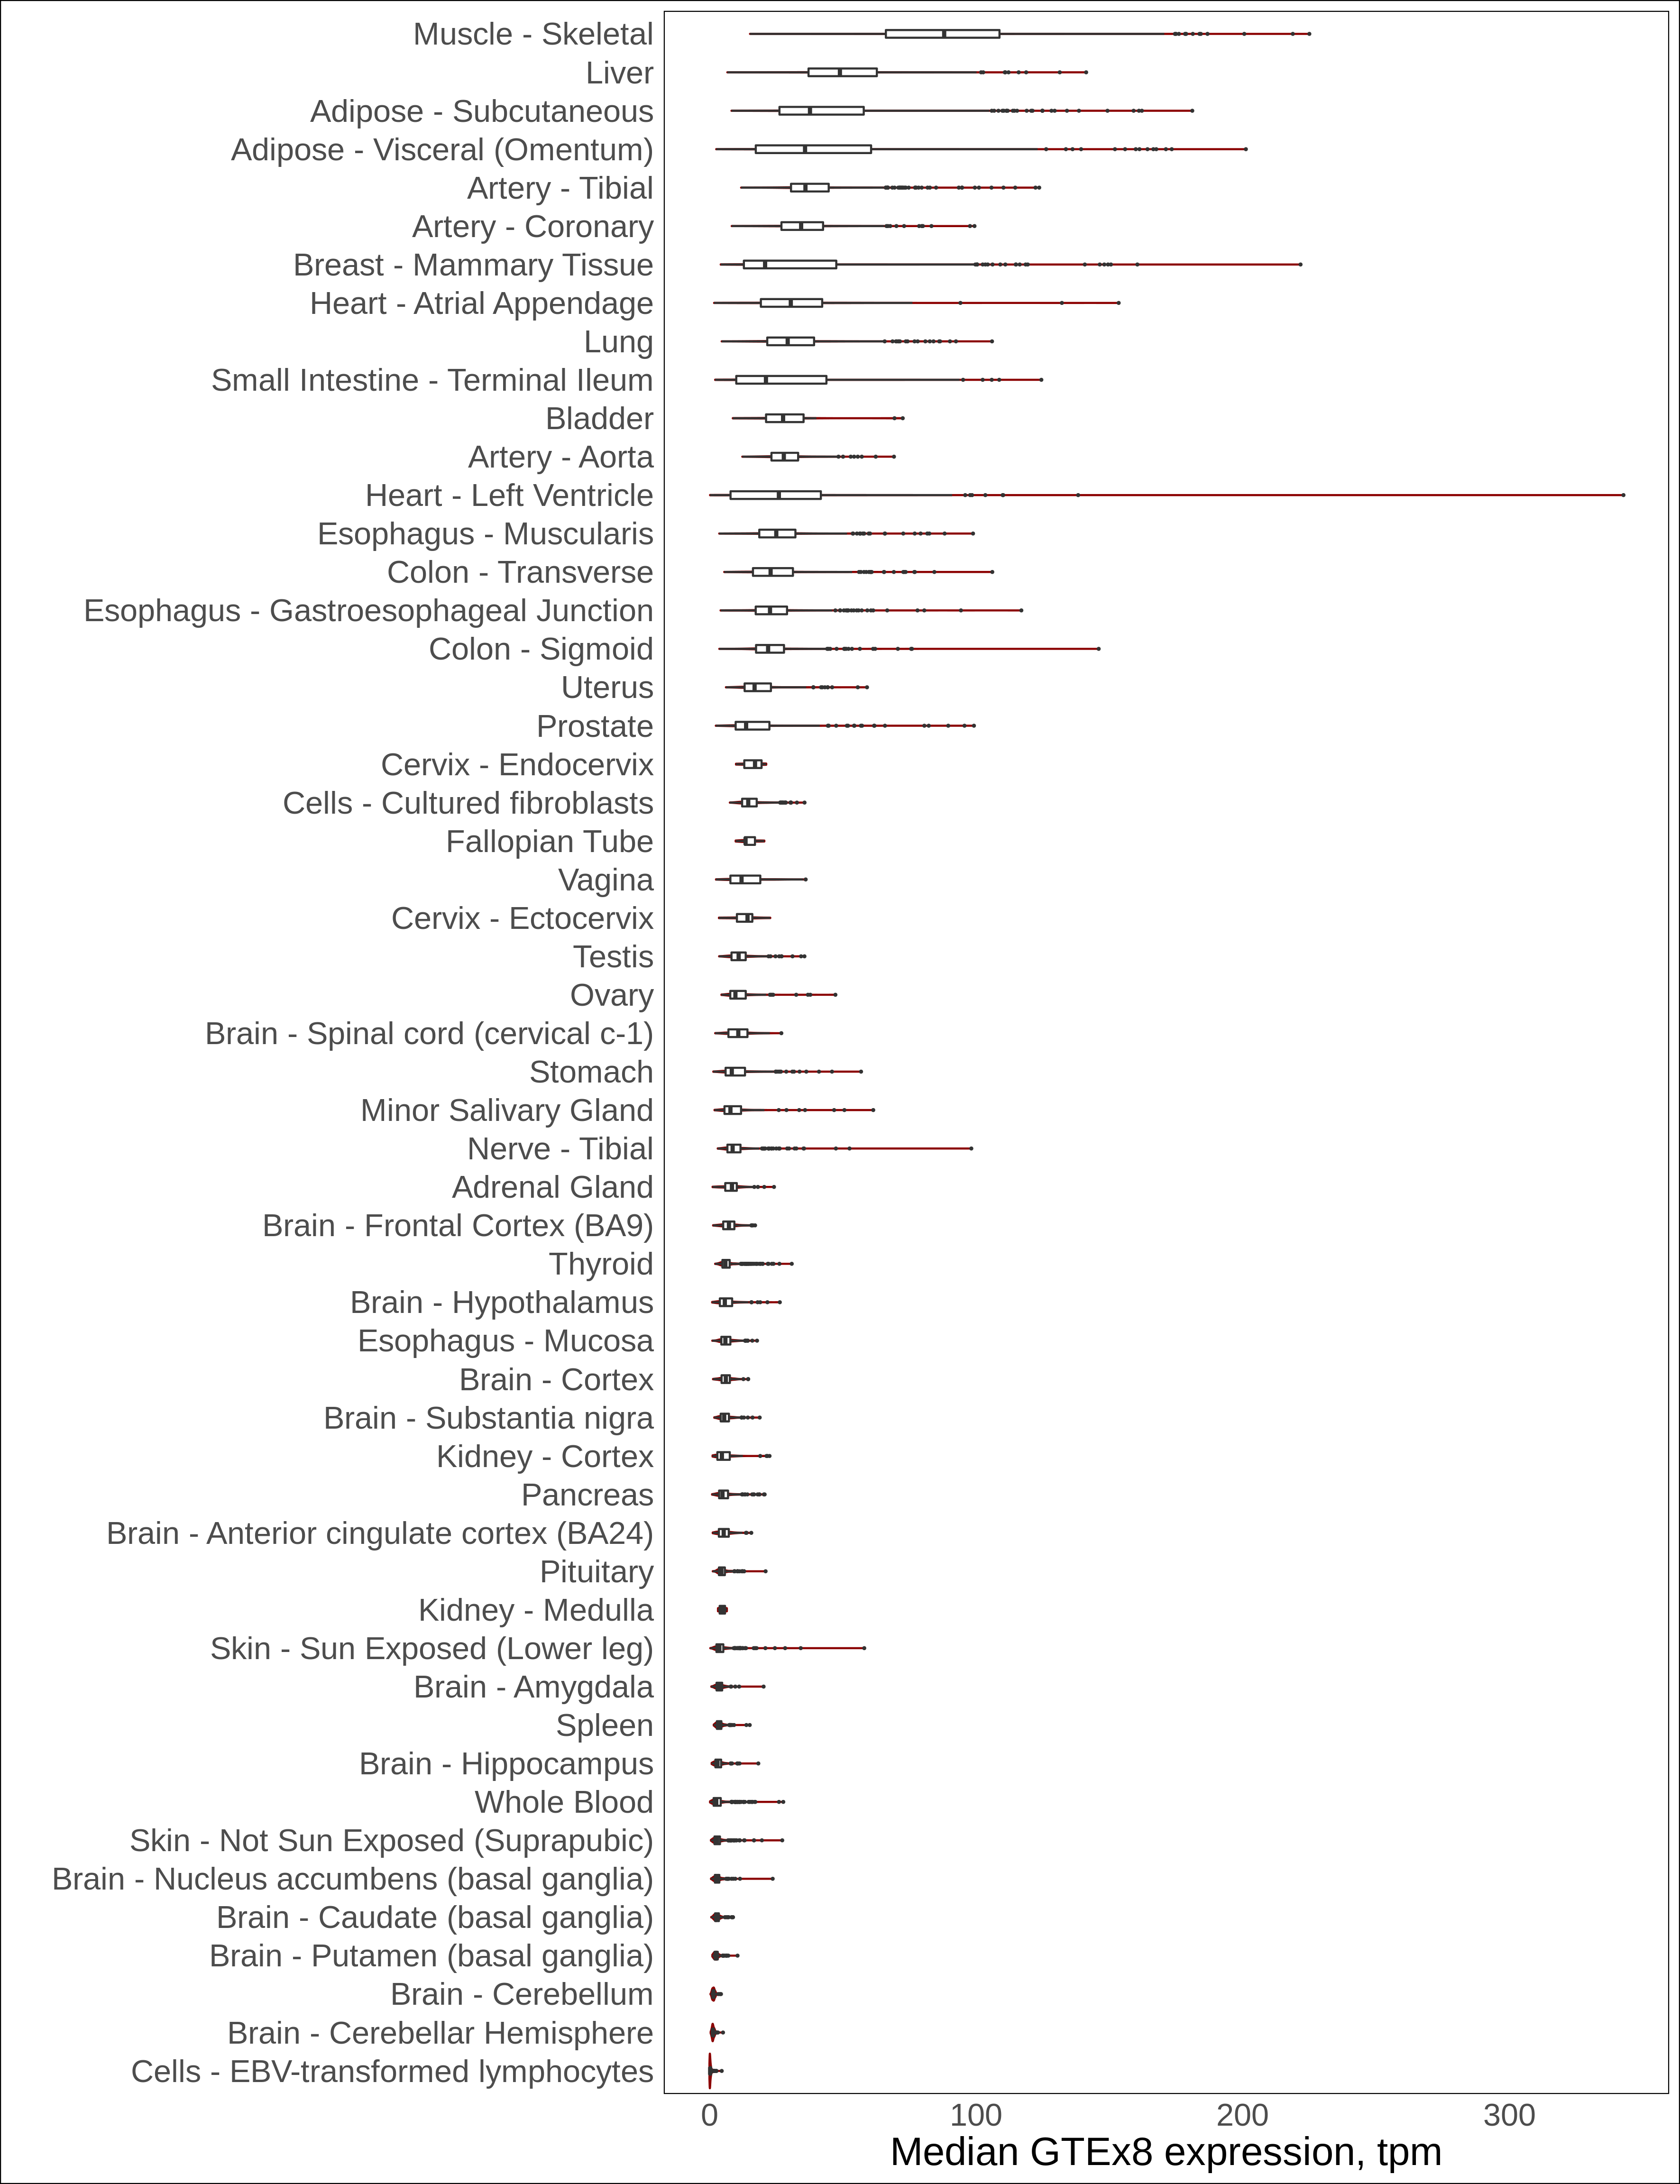 Muscle - Skeletal
Liver
Adipose - Subcutaneous
Adipose - Visceral (Omentum)
Artery - Tibial
Artery - Coronary
Breast - Mammary Tissue
Heart - Atrial Appendage
Lung
Small Intestine - Terminal Ileum
Bladder
Artery - Aorta
Heart - Left Ventricle
Esophagus - Muscularis
Colon - Transverse
Esophagus - Gastroesophageal Junction
Colon - Sigmoid
Uterus
Prostate
Cervix - Endocervix
Cells - Cultured fibroblasts
Fallopian Tube
Vagina
Cervix - Ectocervix
Testis
Ovary
Brain - Spinal cord (cervical c-1)
Stomach
Minor Salivary Gland
Nerve - Tibial
Adrenal Gland
Brain - Frontal Cortex (BA9)
Thyroid
Brain - Hypothalamus
Esophagus - Mucosa
Brain - Cortex
Brain - Substantia nigra
Kidney - Cortex
Pancreas
Brain - Anterior cingulate cortex (BA24)
Pituitary
Kidney - Medulla
Skin - Sun Exposed (Lower leg)
Brain - Amygdala
Spleen
Brain - Hippocampus
Whole Blood
Skin - Not Sun Exposed (Suprapubic)
Brain - Nucleus accumbens (basal ganglia)
Brain - Caudate (basal ganglia)
Brain - Putamen (basal ganglia)
Brain - Cerebellum
Brain - Cerebellar Hemisphere
Cells - EBV-transformed lymphocytes
0 100 200 300
Median GTEx8 expression, tpm